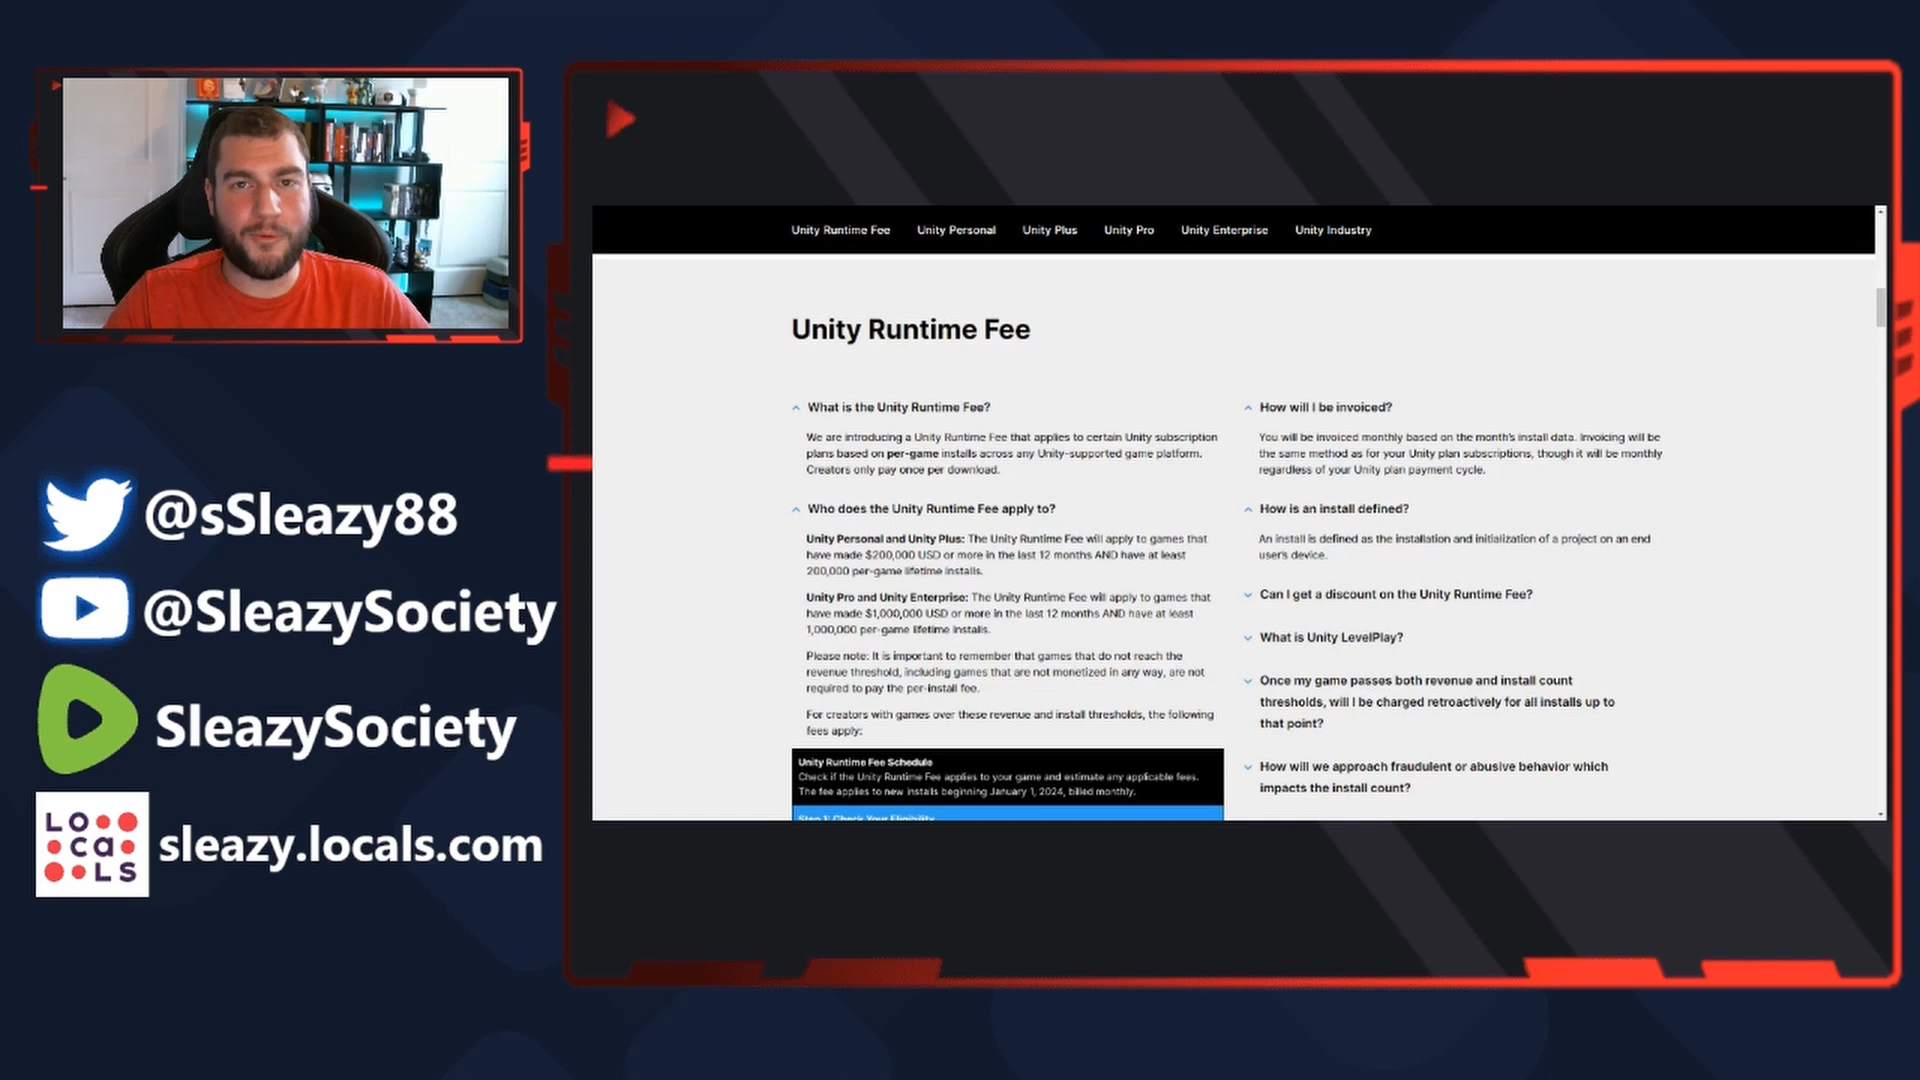 @sSleazy88
@SleazySociety
SleazySociety
LOcaLS
sleazy.locals.com
Unity Runtime Fee Unity Personal Unity Plus Unity Pro Unity Enterprise Unity Industry
Unity Runtime Fee
What is the Unity Runtime Fee?
We are introducing a Unity Runtime Fee that applies to certain Unity subscription
plans based on per-game installs across any Unity-supported game platform.
Creators only pay once per download.
Who does the Unity Runtime Fee apply to?
Unity Personal and Unity Plus: The Unity Runtime Fee will apply to games that
have made $200,000 USD or more in the last 12 months AND have at least
200,000 per-game lifetime installs.
Unity Pro and Unity Enterprise: The Unity Runtime Fee will apply to games that
have made $1,000,000 USD or more in the last 12 months AND have at least
1,000,000 per-game lifetime installs.
Please note: It is important to remember that games that do not reach the
revenue threshold, including games that are not monetized in any way, are not
required to pay the per-install fee.
For creators with games over these revenue and install thresholds, the following
fees apply:
Unity Runtime Fee Schedule
Check if the Unity Runtime Fee applies to your game and estimate any applicable fees.
The fee applies to new installs beginning January 1, 2024, billed monthly.
Step 1: Check Your Eligibility
How will I be invoiced?
You will be invoiced monthly based on the month's install data. Invoicing will be
the same method as for your Unity plan subscriptions, though it will be monthly
regardless of your Unity plan payment cycle.
How is an install defined?
An install is defined as the installation and initialization of a project on an end
user's device.
Can I get a discount on the Unity Runtime Fee?
What is Unity LevelPlay?
Once my game passes both revenue and install count
thresholds, will I be charged retroactively for all installs up to
that point?
How will we approach fraudulent or abusive behavior which
impacts the install count?